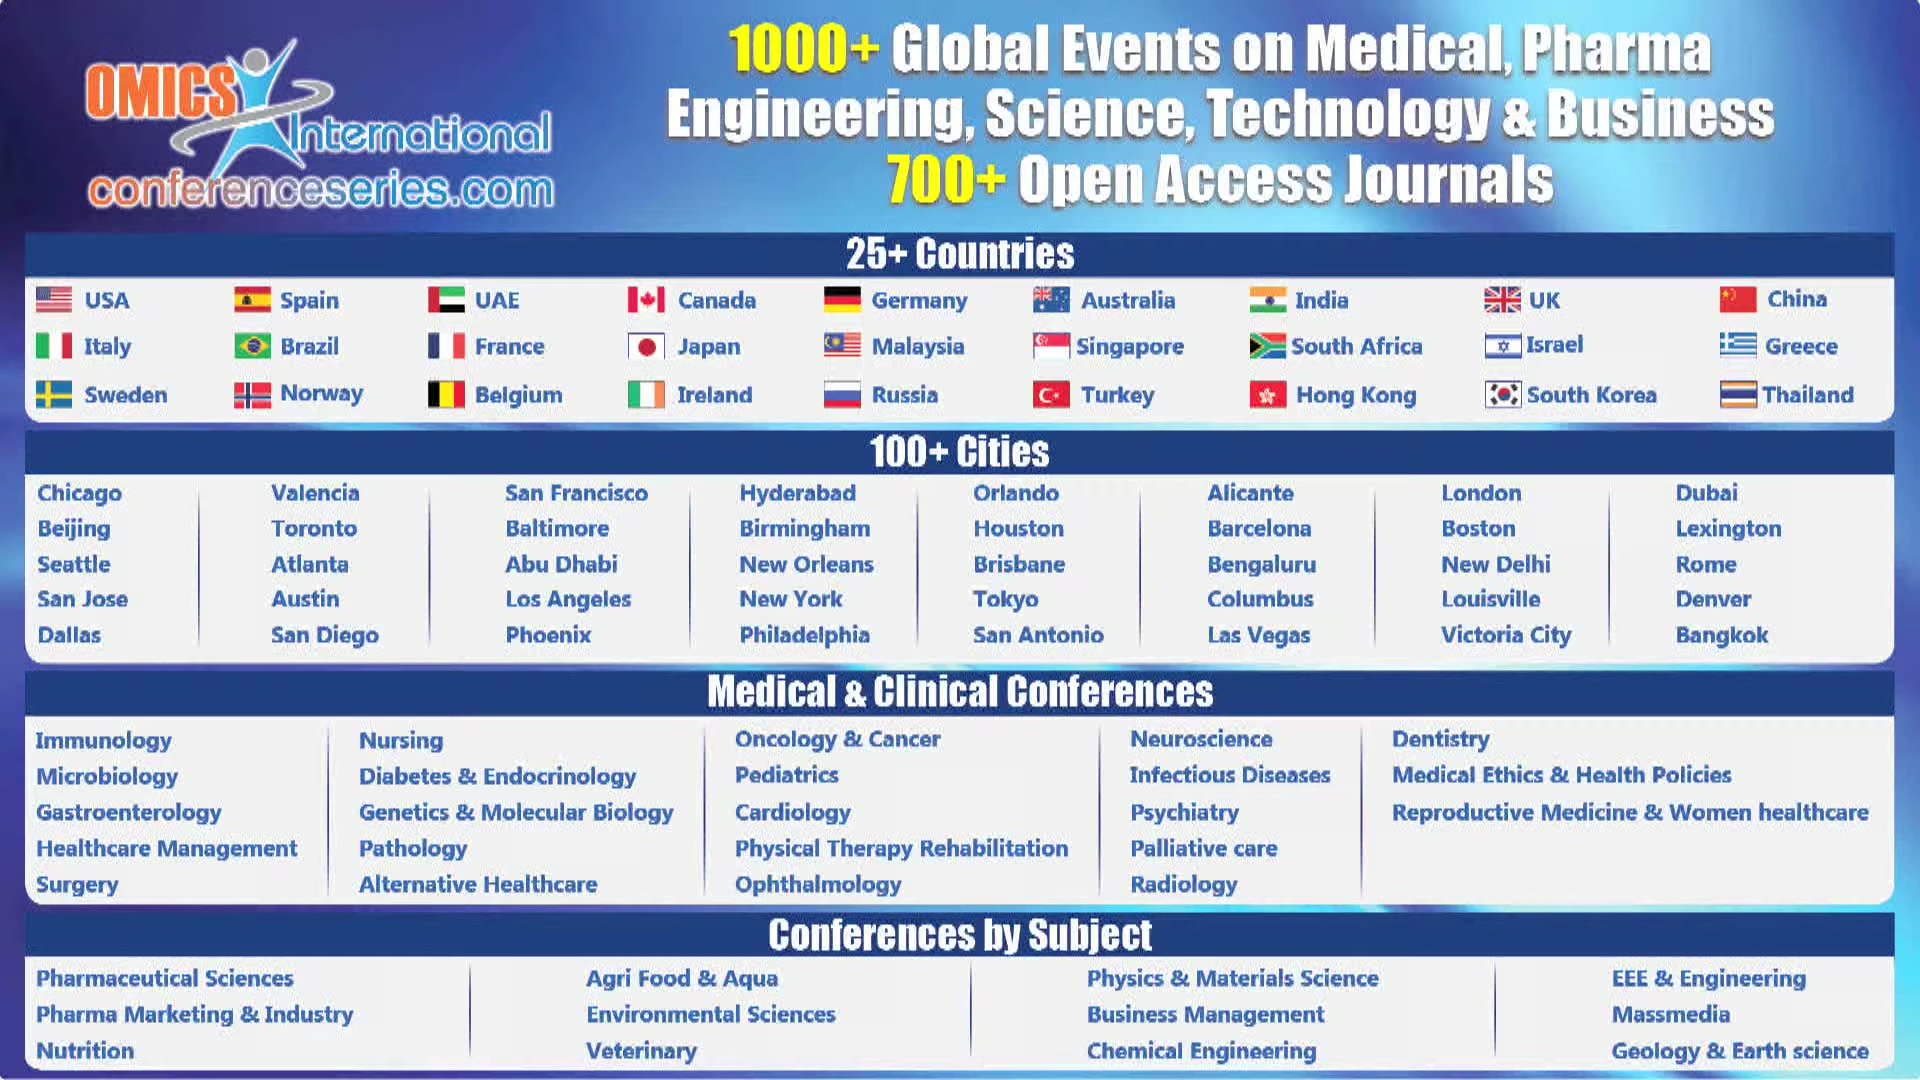 OMICS
International
conferenceseries.com
1000+ Global Events on Medical, Pharma
Engineering, Science, Technology & Business
700+ Open Access Journals
25+ Countries
USA Spain UAE Canada Germany Australia India UK China
Italy Brazil France Japan Malaysia Singapore South Africa Israel Greece
Sweden Norway Belgium Ireland Russia Turkey Hong Kong South Korea Thailand
100+ Cities
Chicago Valencia San Francisco Hyderabad Orlando Alicante London Dubai
Beijing Toronto Baltimore Birmingham Houston Barcelona Boston Lexington
Seattle Atlanta Abu Dhabi New Orleans Brisbane Bengaluru New Delhi Rome
San Jose Austin Los Angeles New York Tokyo Columbus Louisville Denver
Dallas San Diego Phoenix Philadelphia San Antonio Las Vegas Victoria City Bangkok
Medical & Clinical Conferences
Immunology Nursing Oncology & Cancer Neuroscience Dentistry
Microbiology Diabetes & Endocrinology Pediatrics Infectious Diseases Medical Ethics & Health Policies
Gastroenterology Genetics & Molecular Biology Cardiology Psychiatry Reproductive Medicine & Women healthcare
Healthcare Management Pathology Physical Therapy Rehabilitation Palliative care
Surgery Alternative Healthcare Ophthalmology Radiology
Conferences by Subject
Pharmaceutical Sciences Agri Food & Aqua Physics & Materials Science EEE & Engineering
Pharma Marketing & Industry Environmental Sciences Business Management Massmedia
Nutrition Veterinary Chemical Engineering Geology & Earth science